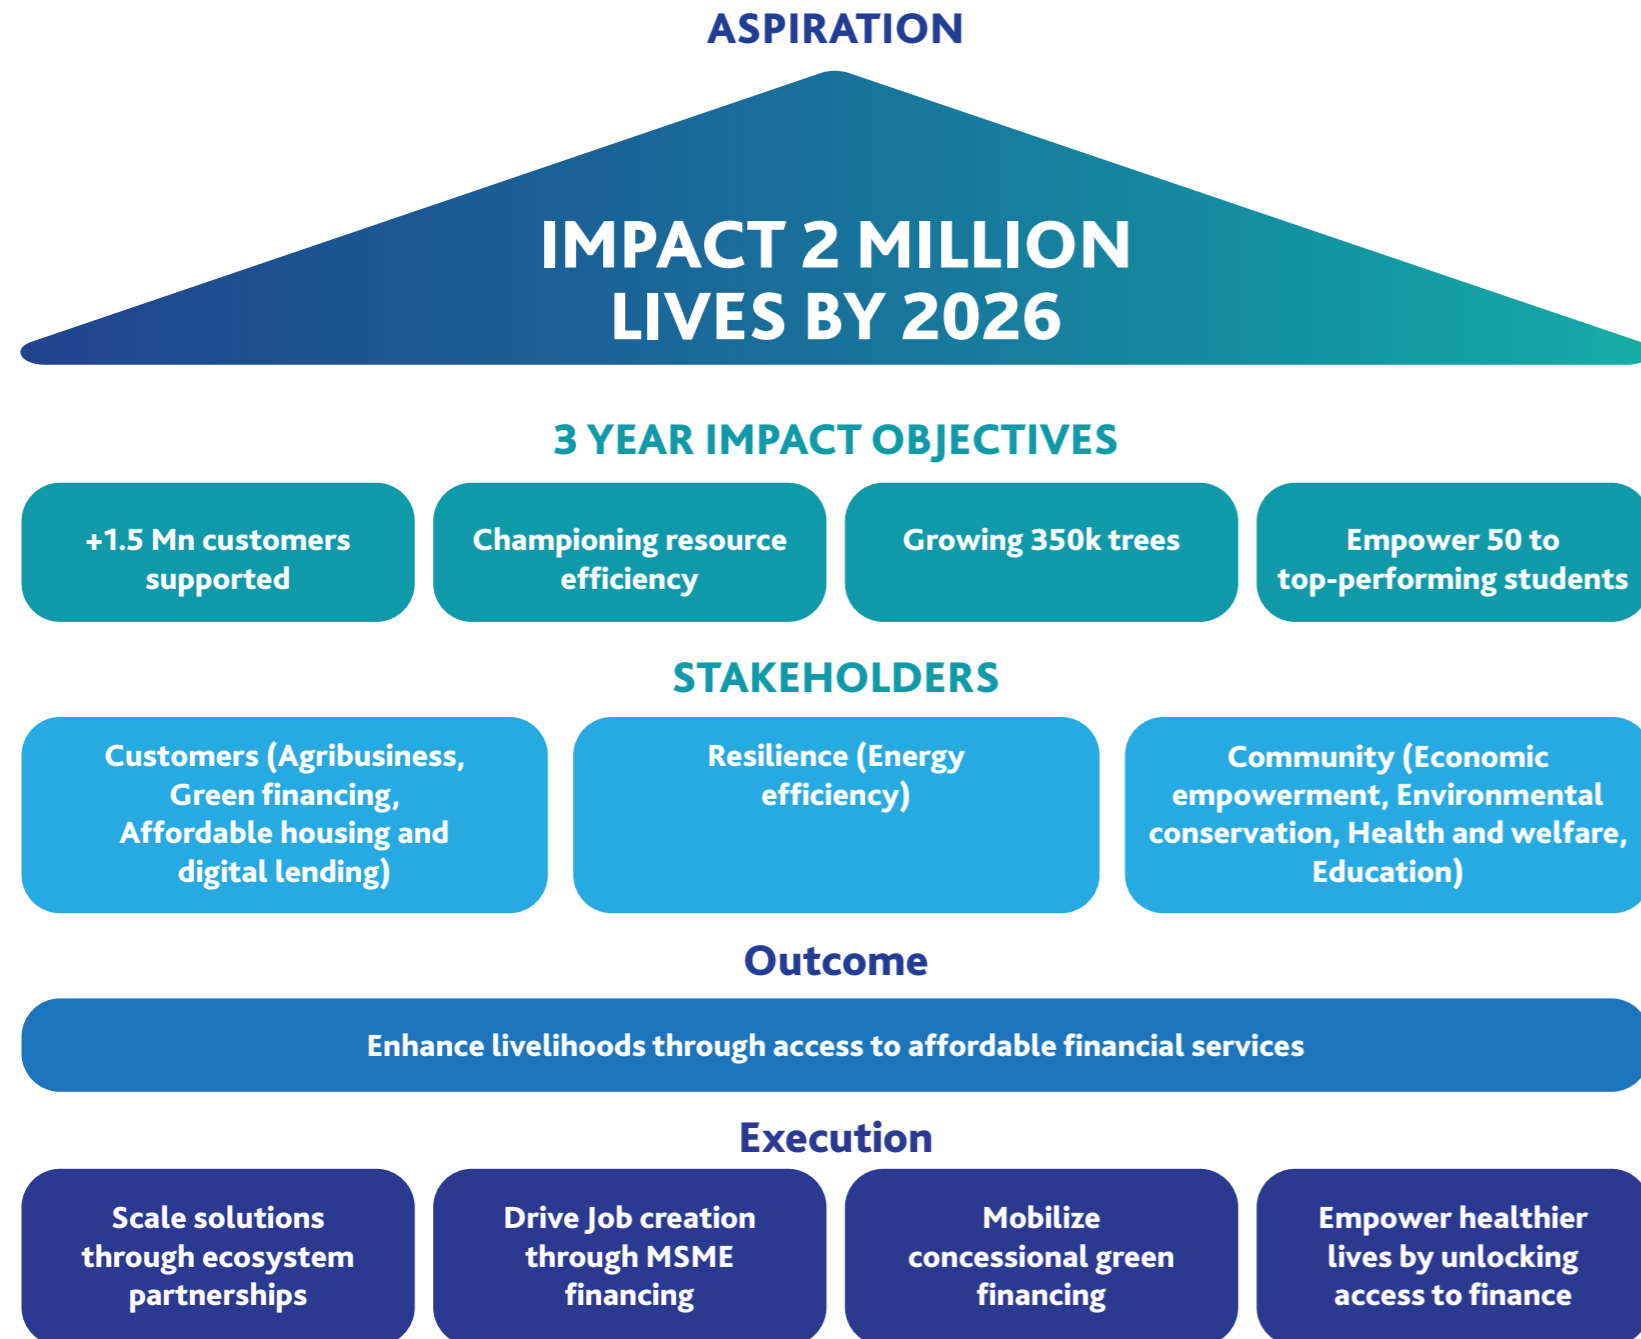 ASPIRATION
IMPACT 2 MILLION
LIVES BY 2026
3 YEAR IMPACT OBJECTIVES
+1.5 Mn customers
supported
Championing resource
efficiency
Growing 350k trees
Empower 50 to
top-performing students
STAKEHOLDERS
Customers (Agribusiness,
Green financing,
Affordable housing and
digital lending)
Resilience (Energy
efficiency)
Community (Economic
empowerment, Environmental
conservation, Health and welfare,
Education)
Outcome
Enhance livelihoods through access to affordable financial services
Execution
Scale solutions
through ecosystem
partnerships
Drive Job creation
through MSME
financing
Mobilize
concessional green
financing
Empower healthier
lives by unlocking
access to finance